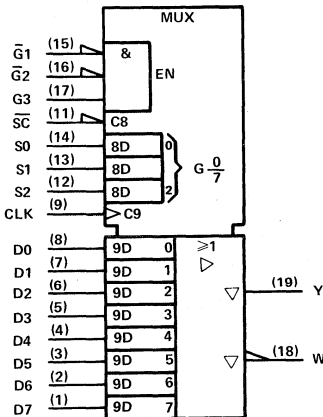 MUX
G̅1 (15) &
G̅2 (16) EN
G3 (17)
S̅C̅ (11) C8
S0 (14) 8D 0
S1 (13) 8D G 0/7
S2 (12) 8D 2
CLK (9) C9
D0 (8) 9D 0 ≥1
D1 (7) 9D 1
D2 (6) 9D 2 (19) Y
D3 (5) 9D 3
D4 (4) 9D 4
D5 (3) 9D 5 (18) W
D6 (2) 9D 6
D7 (1) 9D 7